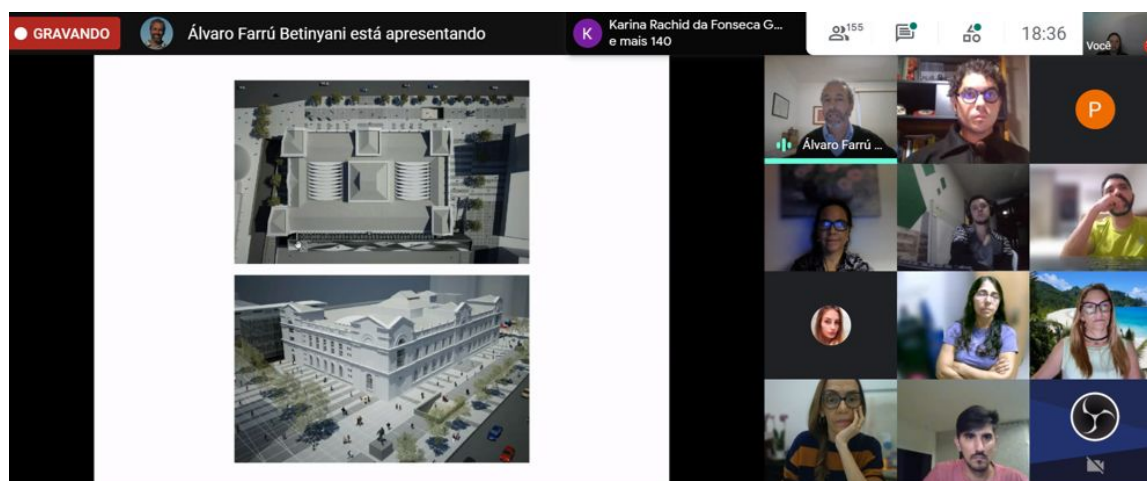 GRAVANDO
Álvaro Farrú Betinyani está apresentando
K
Karina Rachid da Fonseca G...
e mais 140
155
18:36
Você
Álvaro Farrú ...
P